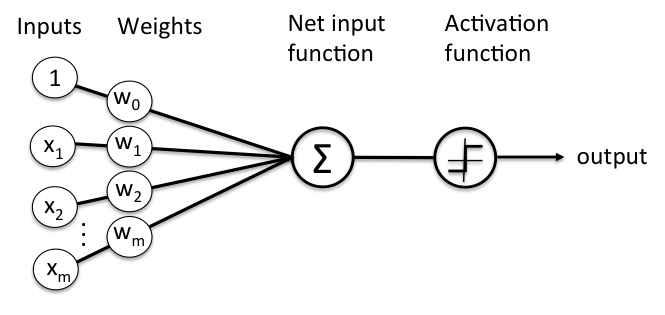 Inputs
Weights
Net input
function
Activation
function
1
w0
x1
w1
x2
w2
⋮
xm
wm
Σ
output